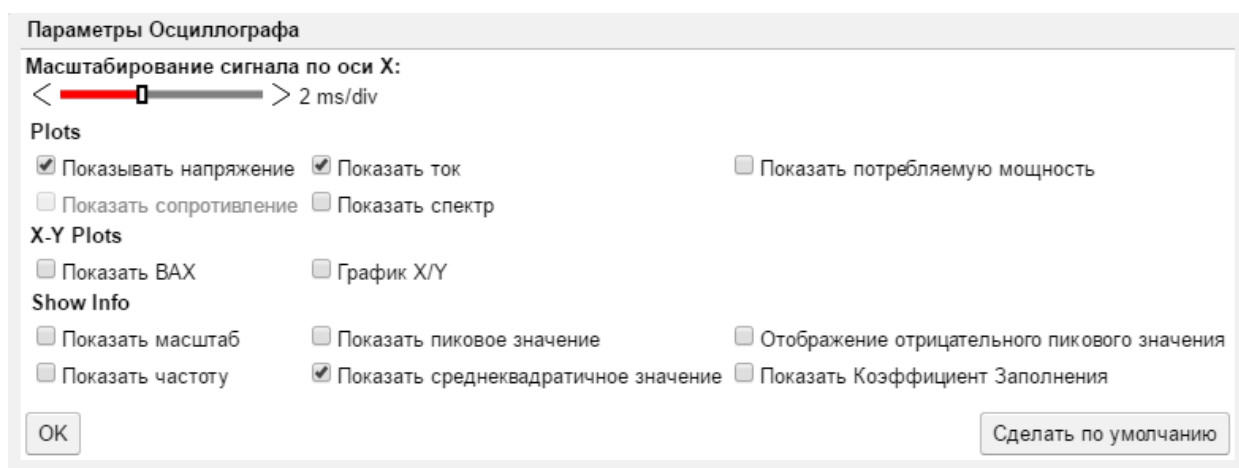 Параметры Осциллографа
Масштабирование сигнала по оси X:
2 ms/div
Plots
Показывать напряжение Показать ток Показать потребляемую мощность
Показать сопротивление Показать спектр
X-Y Plots
Показать ВАХ График X/Y
Show Info
Показать масштаб Показать пиковое значение Отображение отрицательного пикового значения
Показать частоту Показать среднеквадратичное значение Показать Коэффициент Заполнения
OK Сделать по умолчанию